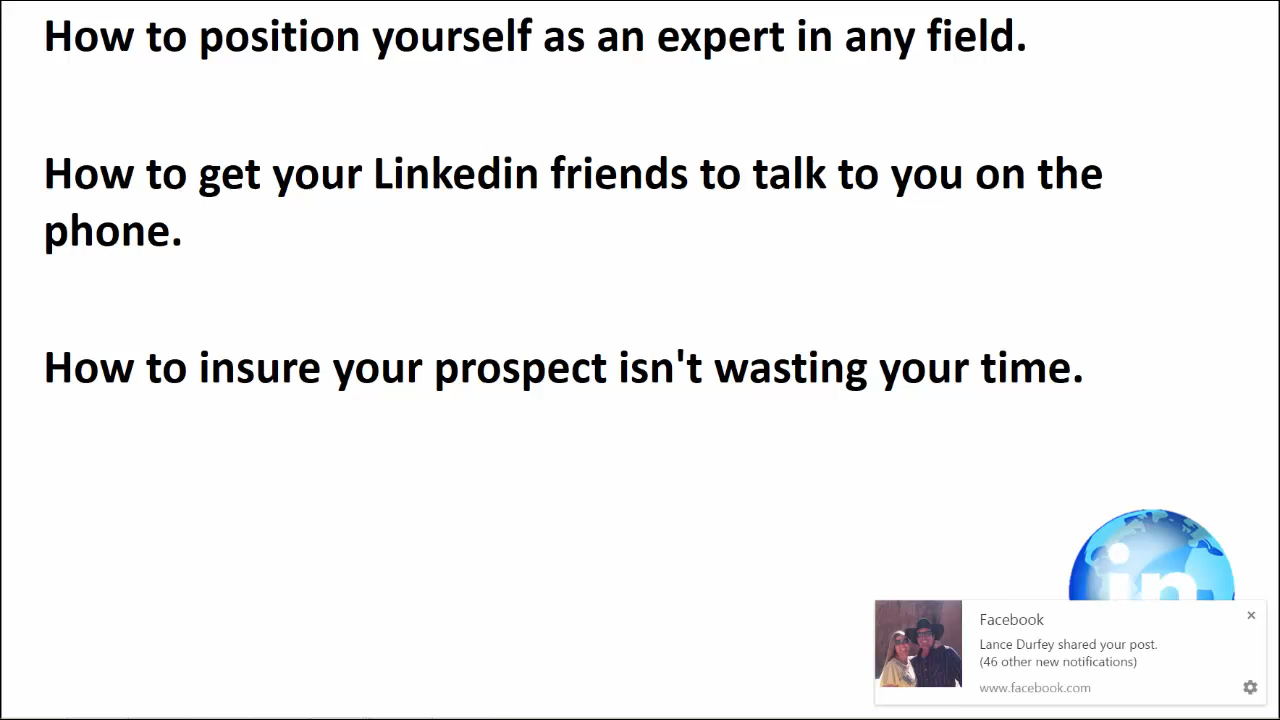 How to position yourself as an expert in any field.
How to get your Linkedin friends to talk to you on the
phone.
How to insure your prospect isn't wasting your time.
in
Facebook
Lance Durfey shared your post.
(46 other new notifications)
www.facebook.com